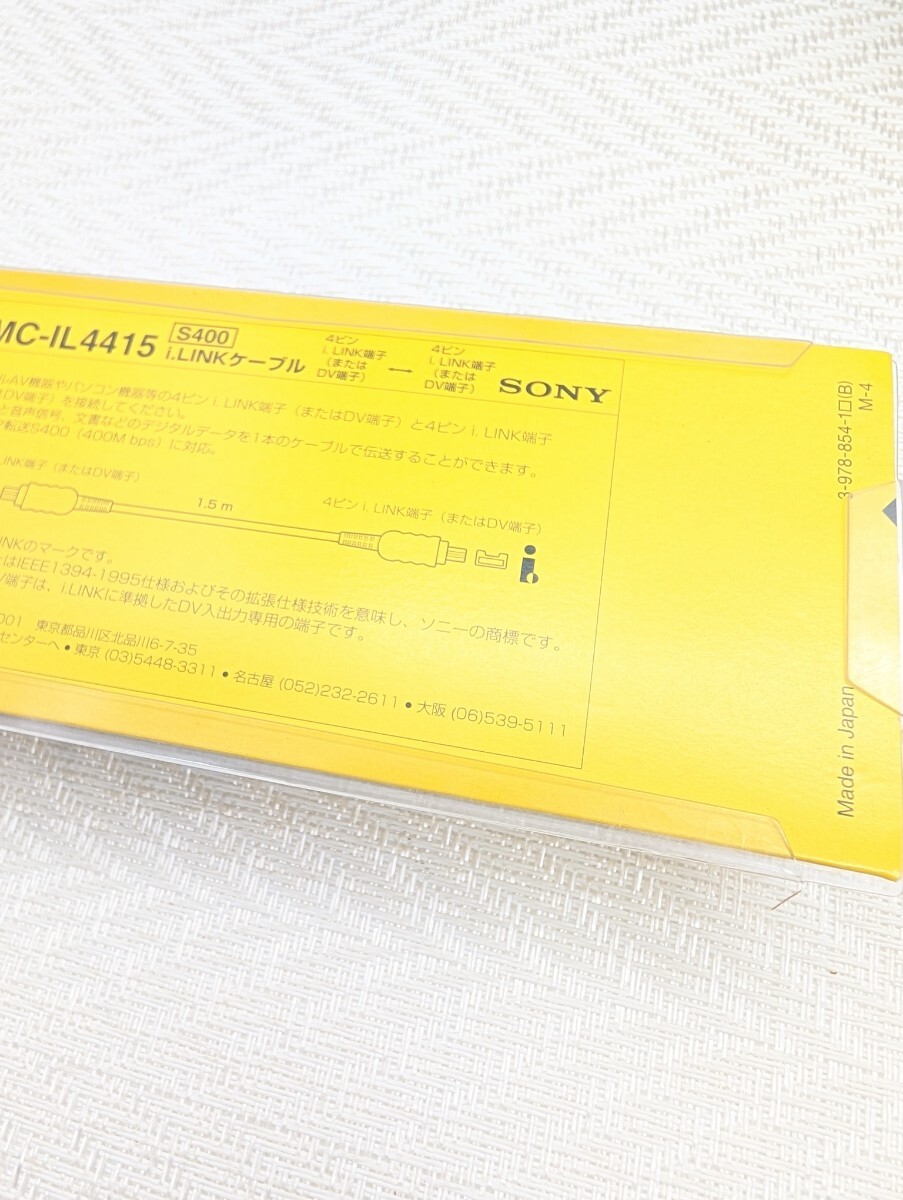 MC-IL4415
S400
i.LINKケーブル
4ピン
i. LINK端子
(または
DV端子)
↔
4ピン
i. LINK端子
(または
DV端子)
SONY
AV機器やパソコン機器等の4ピン i. LINK端子(またはDV端子)と4ピン i. LINK端子
DV端子)を接続してください。
と音声信号、文書などのデジタルデータを1本のケーブルで伝送することができます。
転送S400(400M bps)に対応。
LINK端子(またはDV端子)
1.5 m
4ピン i. LINK端子(またはDV端子)
i
INKのマークです。
はIEEE1394-1995仕様およびその拡張仕様技術を意味し、ソニーの商標です。
端子は、i.LINKに準拠したDV入出力専用の端子です。
001 東京都品川区北品川6-7-35
センターへ • 東京 (03)5448-3311 • 名古屋 (052)232-2611 • 大阪 (06)539-5111
3-978-854-1□(B)
M-4
Made in Japan